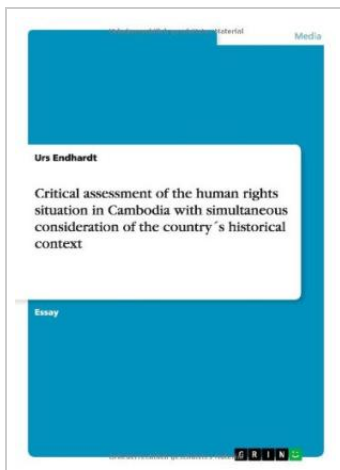 Media
Urs Endhardt
Critical assessment of the human rights
situation in Cambodia with simultaneous
consideration of the country´s historical
context
Essay
GRIN